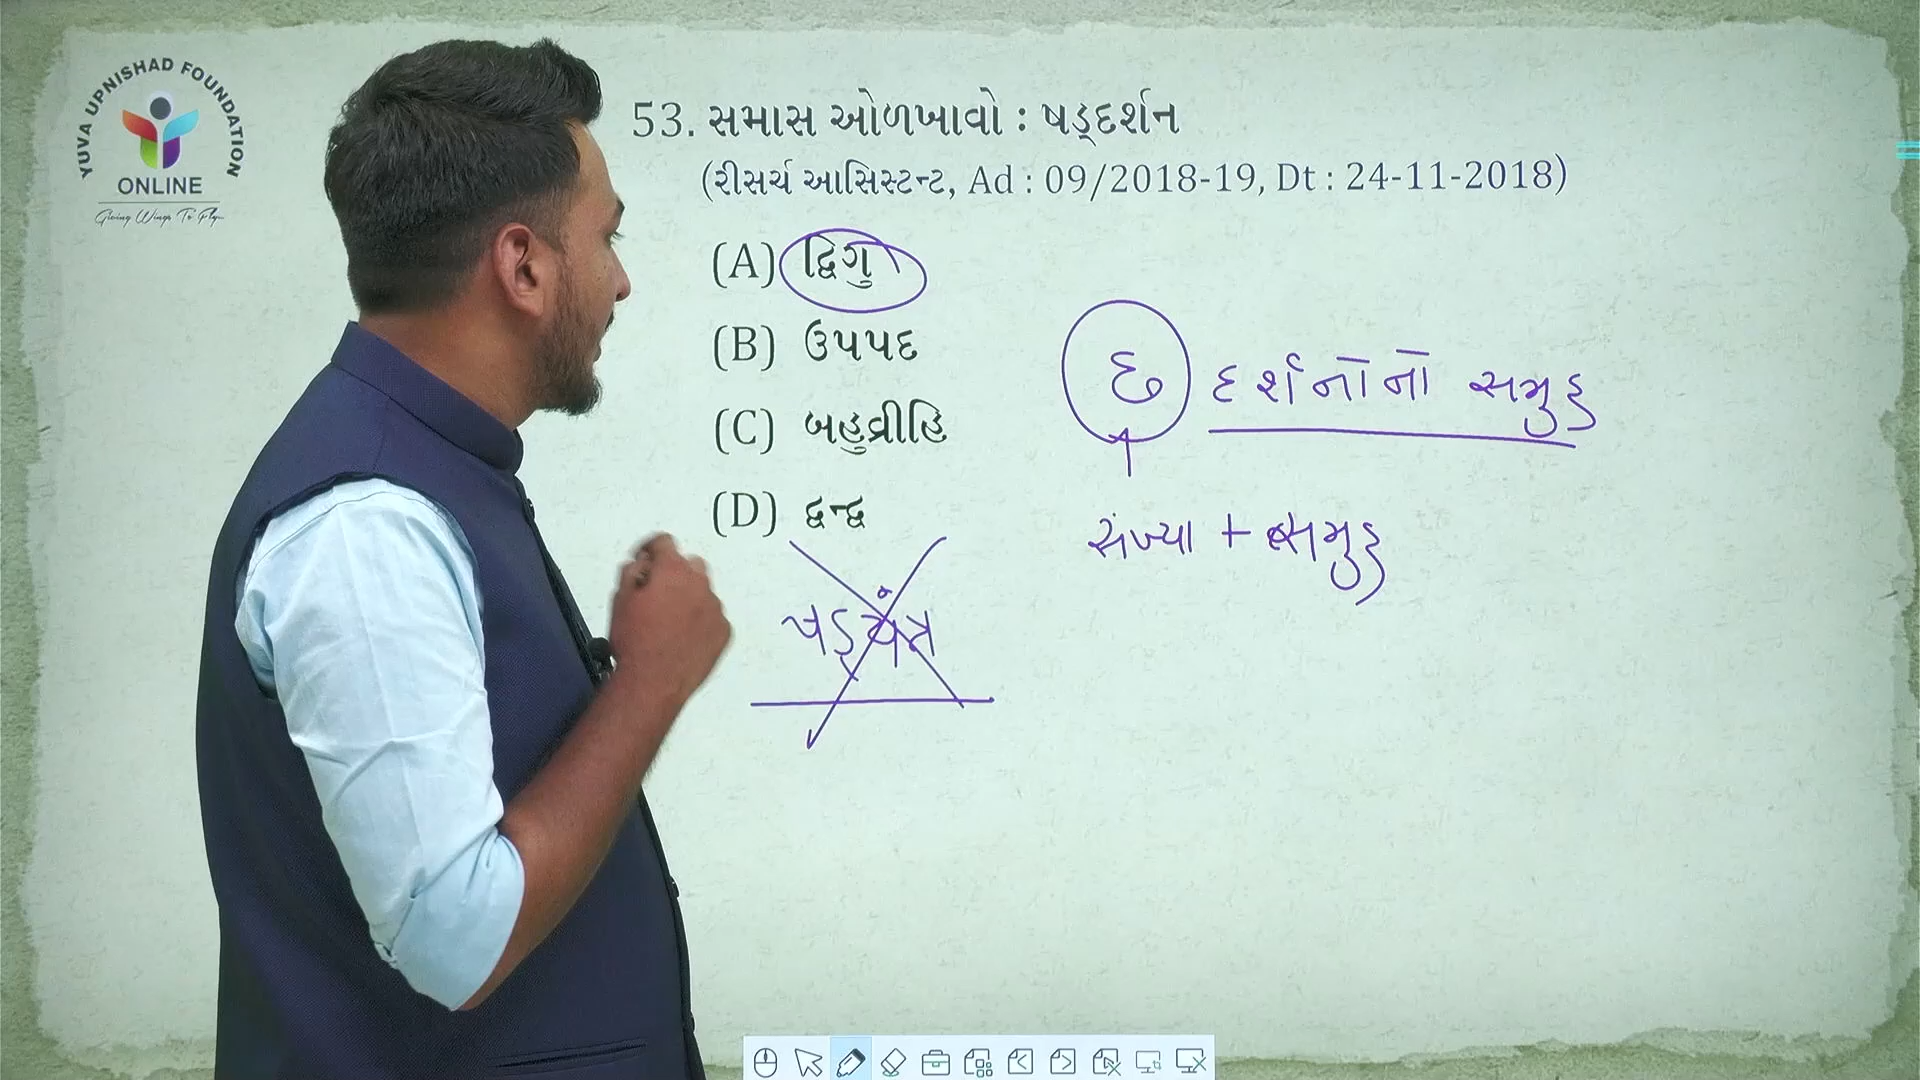 YUVA UPNISHAD FOUNDATION
ONLINE
Giving Wings To Fly...
53. સમાસ ઓળખાવો : ષડ્દર્શન
(રીસર્ચ આસિસ્ટન્ટ, Ad : 09/2018-19, Dt : 24-11-2018)
(A) દ્વિગુ
(B) ઉપપદ
(C) બહુવ્રીહિ
(D) દ્વન્દ્વ
છ દર્શનોનો સમુહ
સંખ્યા + સમુહ
ષડ્યંત્ર